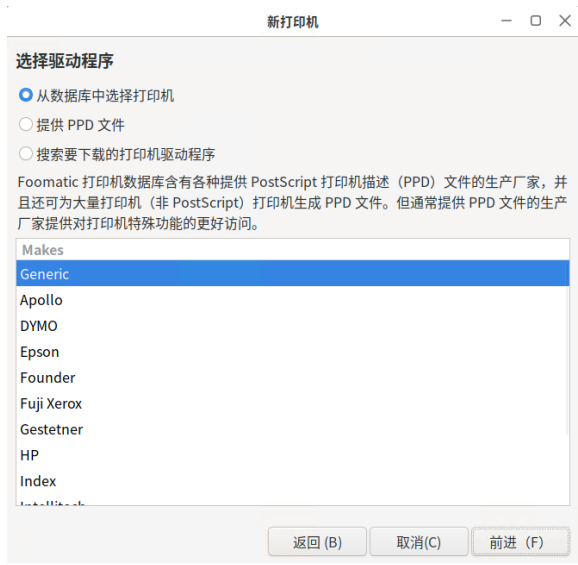 新打印机
选择驱动程序
从数据库中选择打印机
提供 PPD 文件
搜索要下载的打印机驱动程序
Foomatic 打印机数据库含有各种提供 PostScript 打印机描述（PPD）文件的生产厂家，并
且还可为大量打印机（非 PostScript）打印机生成 PPD 文件。但通常提供 PPD 文件的生产
厂家提供对打印机特殊功能的更好访问。
Makes
Generic
Apollo
DYMO
Epson
Founder
Fuji Xerox
Gestetner
HP
Index
返回 (B)
取消(C)
前进（F）